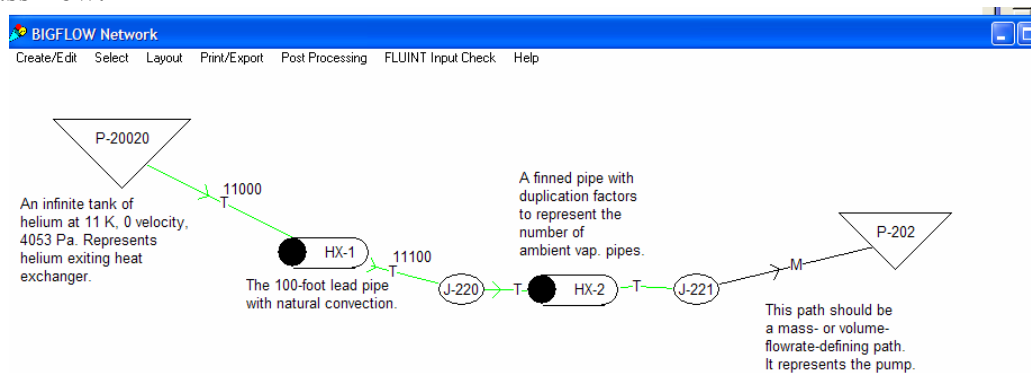 BIGFLOW Network
Create/Edit Select Layout Print/Export Post Processing FLUINT Input Check Help
P-20020
11000
T
An infinite tank of
helium at 11 K, 0 velocity,
4053 Pa. Represents
helium exiting heat
exchanger.
HX-1
11100
T
The 100-foot lead pipe
with natural convection.
J-220
T
A finned pipe with
duplication factors
to represent the
number of
ambient vap. pipes.
HX-2
T
J-221
M
P-202
This path should be
a mass- or volume-
flowrate-defining path.
It represents the pump.